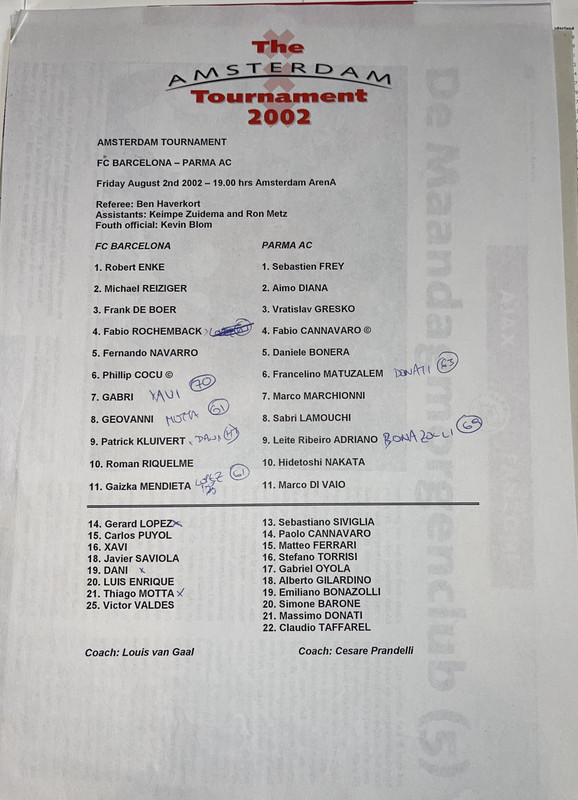 The
AMSTERDAM
Tournament
2002
AMSTERDAM TOURNAMENT
FC BARCELONA – PARMA AC
Friday August 2nd 2002 – 19.00 hrs Amsterdam ArenA
Referee: Ben Haverkort
Assistants: Keimpe Zuidema and Ron Metz
Fouth official: Kevin Blom
FC BARCELONA PARMA AC
1. Robert ENKE 1. Sebastien FREY
2. Michael REIZIGER 2. Aimo DIANA
3. Frank DE BOER 3. Vratislav GRESKO
4. Fabio ROCHEMBACK 4. Fabio CANNAVARO ©
5. Fernando NAVARRO 5. Daniele BONERA
6. Phillip COCU © 6. Francelino MATUZALEM DONATI 63
7. GABRI XAVI 70 7. Marco MARCHIONNI
8. GEOVANNI MOTTA 61 8. Sabri LAMOUCHI
9. Patrick KLUIVERT DANI 9. Leite Ribeiro ADRIANO BONAZOLLI 69
10. Roman RIQUELME 10. Hidetoshi NAKATA
11. Gaizka MENDIETA LOPEZ 61 11. Marco DI VAIO
14. Gerard LOPEZ x 13. Sebastiano SIVIGLIA
15. Carlos PUYOL 14. Paolo CANNAVARO
16. XAVI 15. Matteo FERRARI
18. Javier SAVIOLA 16. Stefano TORRISI
19. DANI x 17. Gabriel OYOLA
20. LUIS ENRIQUE 18. Alberto GILARDINO
21. Thiago MOTTA x 19. Emiliano BONAZOLLI
25. Victor VALDES 20. Simone BARONE
21. Massimo DONATI
22. Claudio TAFFAREL
Coach: Louis van Gaal Coach: Cesare Prandelli
De Maandagmorgenclub (5)